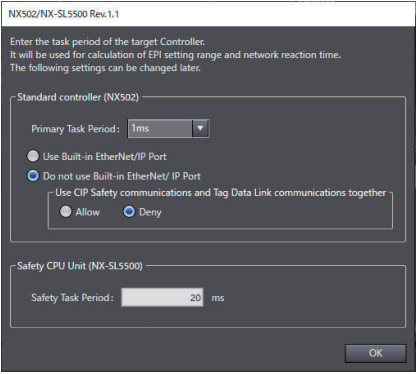 NX502/NX-SL5500 Rev.1.1
Enter the task period of the target Controller.
It will be used for calculation of EPI setting range and network reaction time.
The following settings can be changed later.
Standard controller (NX502)
Primary Task Period: 1ms
Use Built-in EtherNet/IP Port
Do not use Built-in EtherNet/ IP Port
Use CIP Safety communications and Tag Data Link communications together
Allow Deny
Safety CPU Unit (NX-SL5500)
Safety Task Period: 20 ms
OK